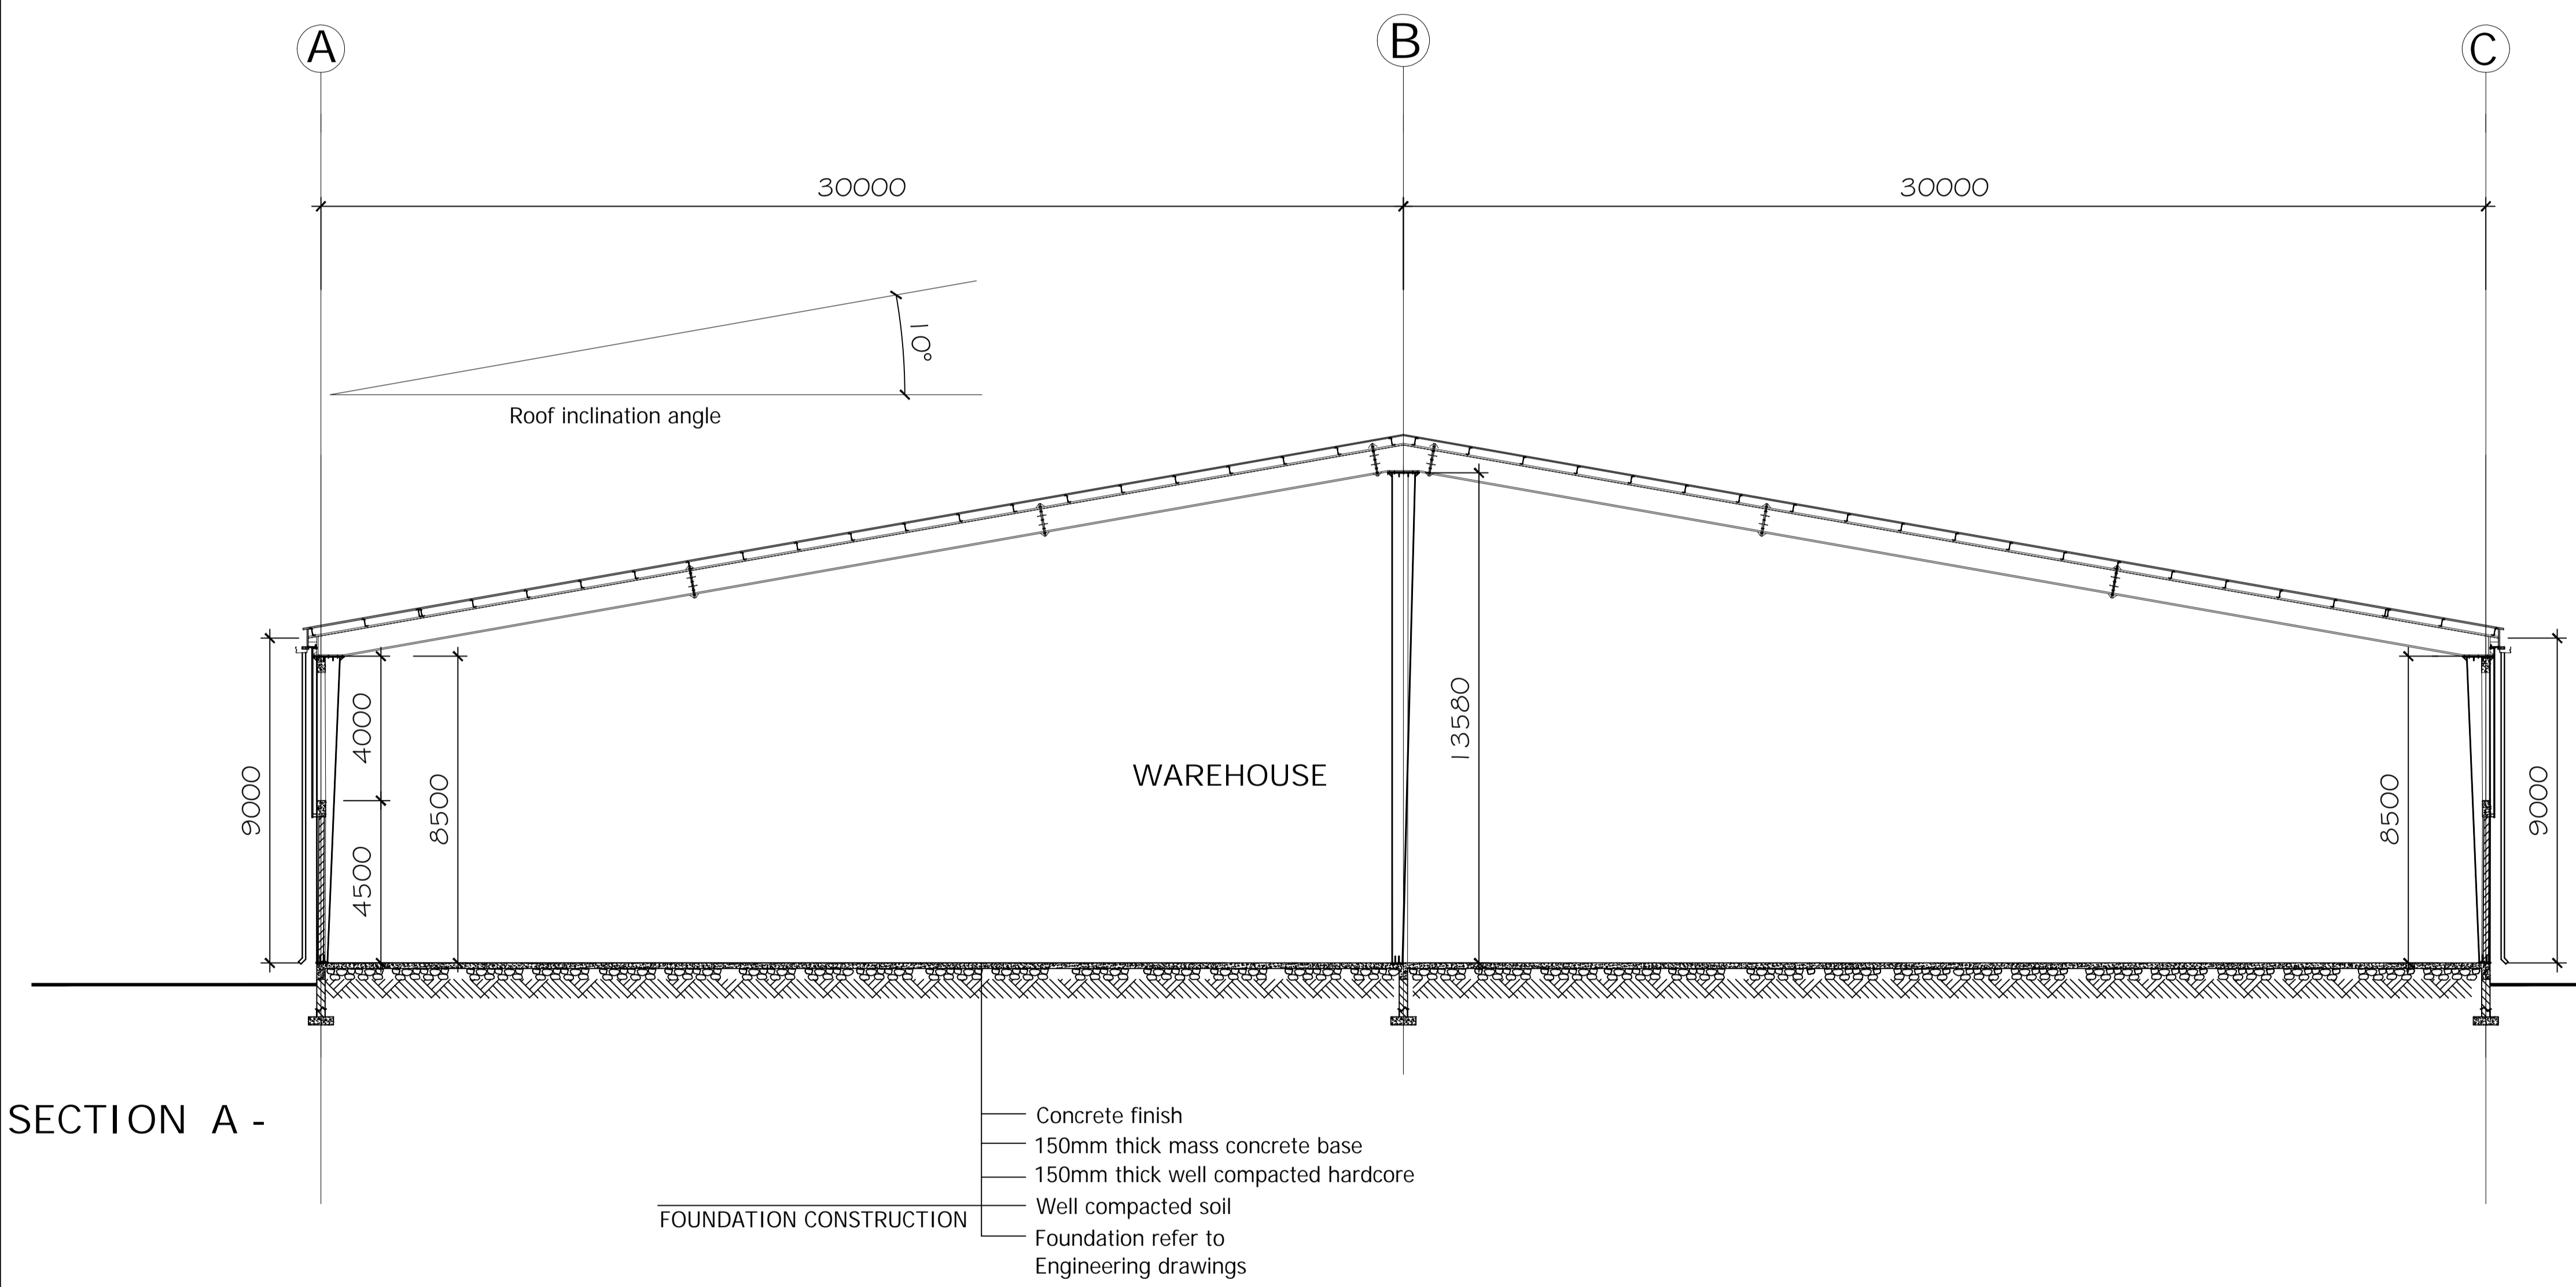 A
B
C
30000
30000
10°
Roof inclination angle
13580
4000
9000
8500
WAREHOUSE
8500
9000
4500
SECTION A -
Concrete finish
150mm thick mass concrete base
150mm thick well compacted hardcore
Well compacted soil
FOUNDATION CONSTRUCTION
Foundation refer to
Engineering drawings